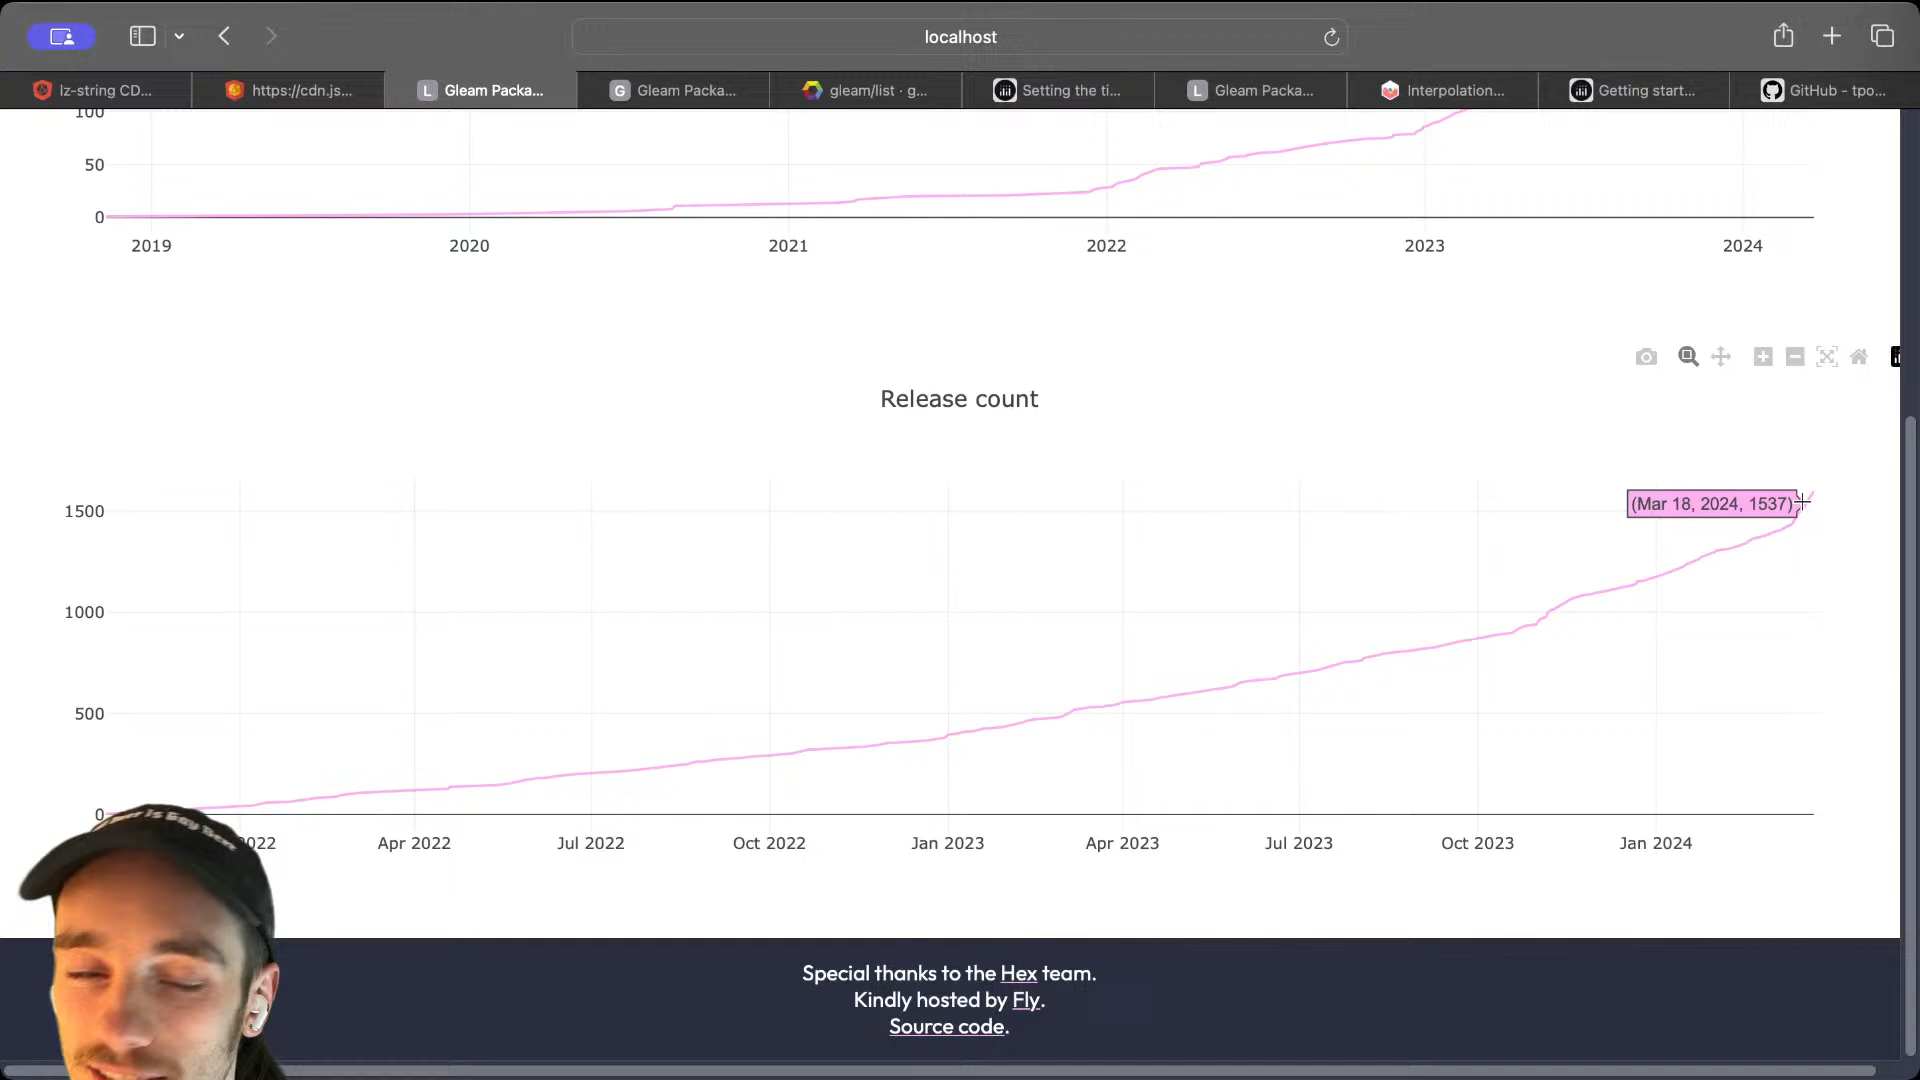 localhost
lz-string CD...
https://cdn.js...
Gleam Packa...
Gleam Packa...
gleam/list · g...
Setting the ti...
Gleam Packa...
Interpolation...
Getting start...
GitHub - tpo...
100
50
0
2019 2020 2021 2022 2023 2024
Release count
(Mar 18, 2024, 1537)
1500
1000
500
0
022 Apr 2022 Jul 2022 Oct 2022 Jan 2023 Apr 2023 Jul 2023 Oct 2023 Jan 2024
Special thanks to the Hex team.
Kindly hosted by Fly.
Source code.